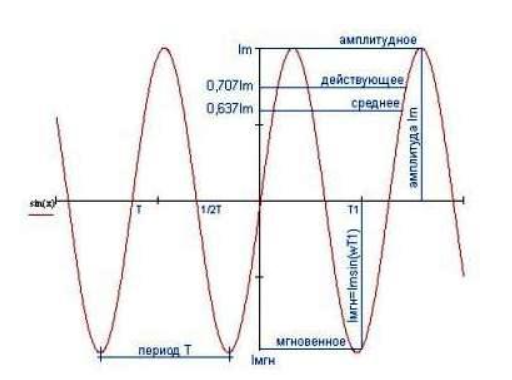 амплитудное
Im
действующее
0,707Im
среднее
0,637Im
амплитуда Im
sin(x)
T
1/2T
T1
Iмгн=Imsin(wT1)
мгновенное
период T
Iмгн